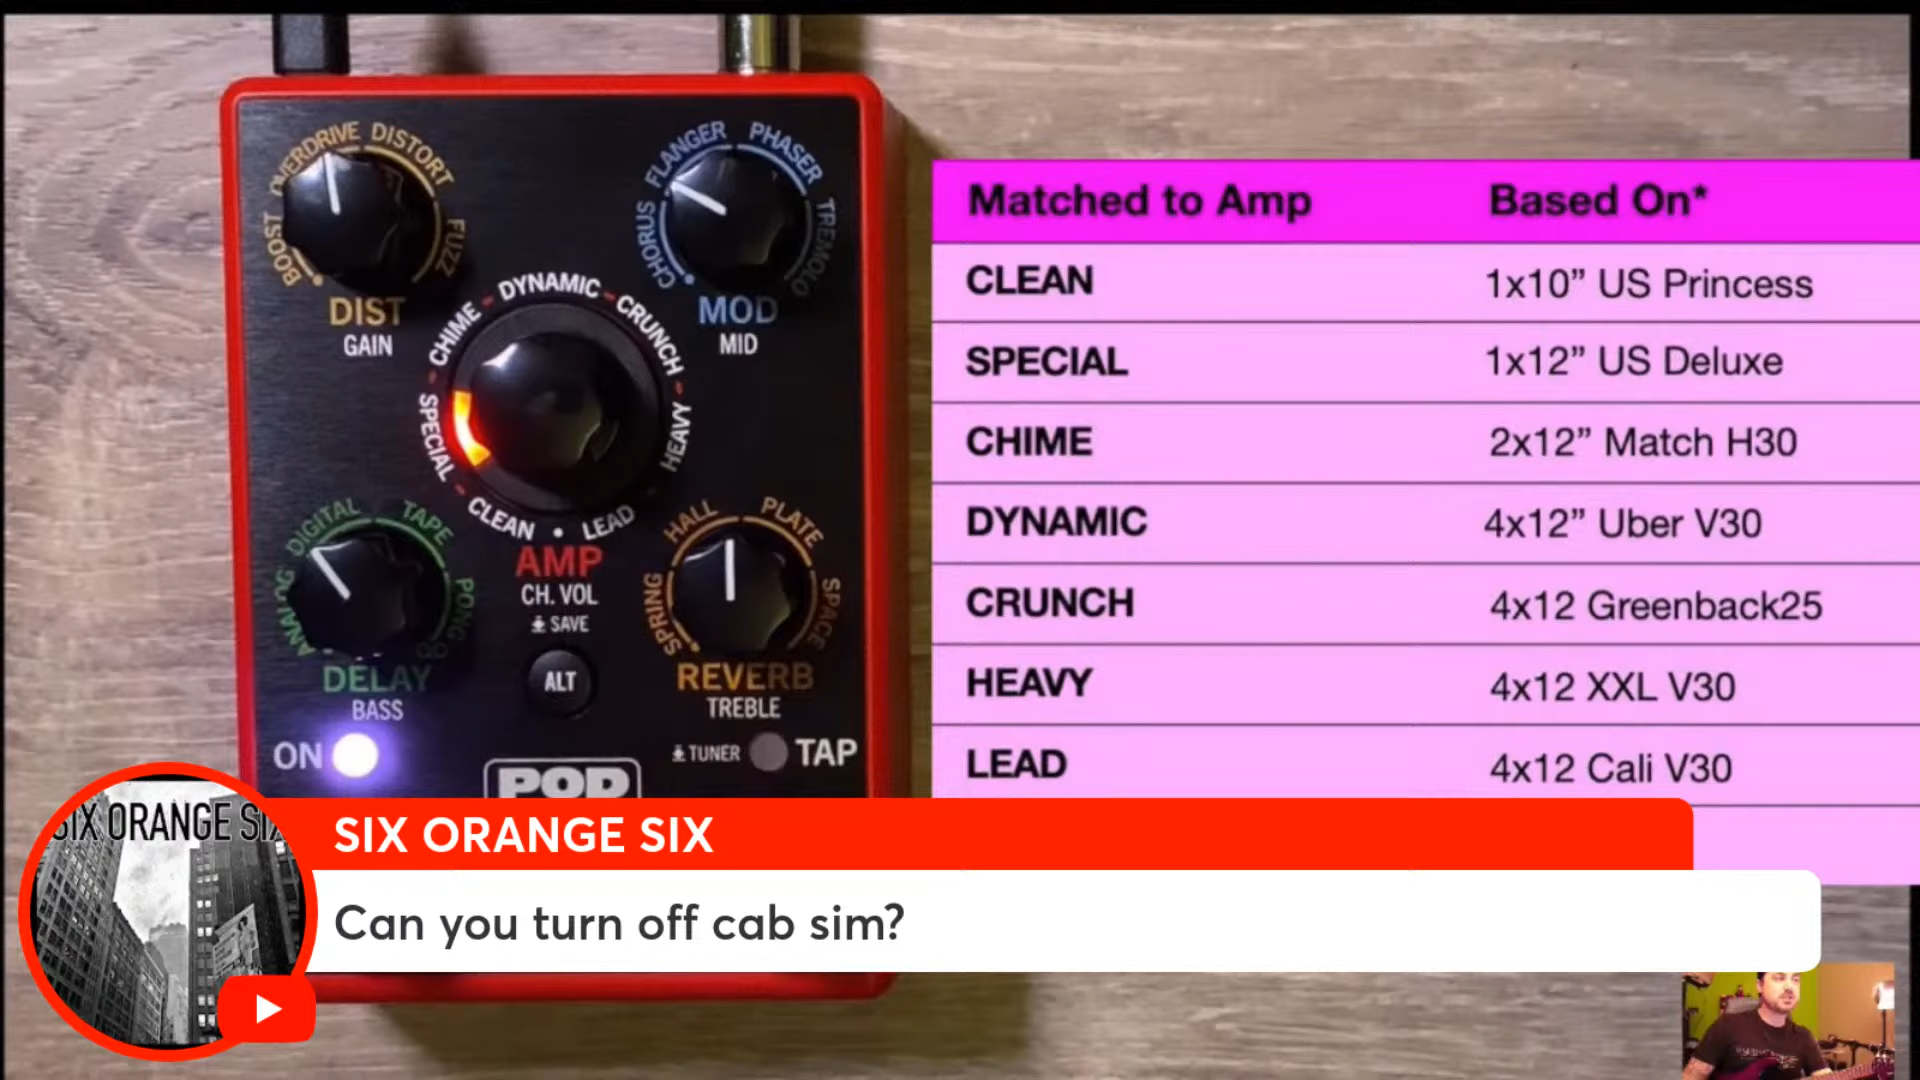 OVERDRIVE DISTORT
BOOST
FUZZ
DIST
GAIN
FLANGER PHASER
CHORUS
TREMOLO
MOD
MID
DYNAMIC
CHIME
CRUNCH
SPECIAL
HEAVY
CLEAN • LEAD
AMP
CH. VOL
SAVE
ALT
DIGITAL TAPE
ANALOG
PONG
DELAY
BASS
HALL PLATE
SPRING
SPACE
REVERB
TREBLE
ON
TUNER TAP
POD
Matched to Amp Based On*
CLEAN 1x10” US Princess
SPECIAL 1x12” US Deluxe
CHIME 2x12” Match H30
DYNAMIC 4x12” Uber V30
CRUNCH 4x12 Greenback25
HEAVY 4x12 XXL V30
LEAD 4x12 Cali V30
SIX ORANGE SIX
SIX ORANGE SIX
Can you turn off cab sim?